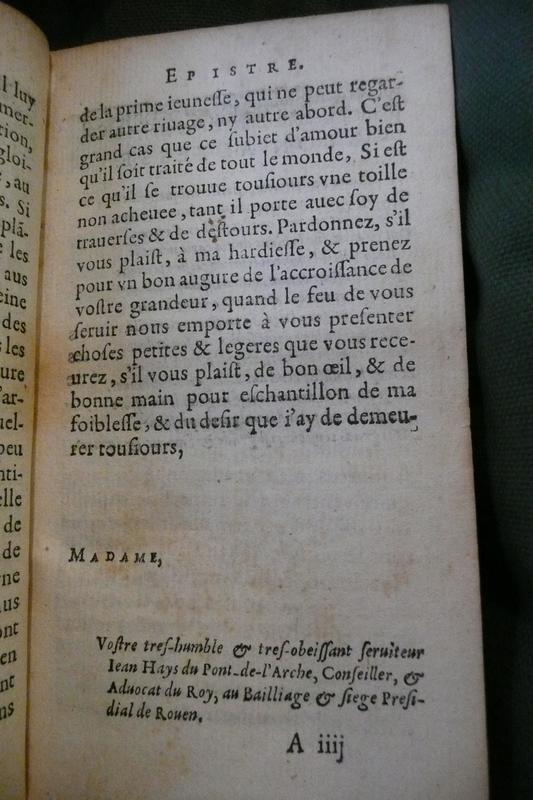 EPISTRE.
de la prime ieunesse, qui ne peut regar-
der autre riuage, ny autre abord. C'est
grand cas que ce subiet d'amour bien
qu'il soit traité de tout le monde, Si est
ce qu'il se trouue tousiours vne toille
non acheuee, tant il porte auec soy de
trauerses & de destours. Pardonnez, s'il
vous plaist, à ma hardiesse, & prenez
pour vn bon augure de l'accroissance de
vostre grandeur, quand le feu de vous
seruir nous emporte à vous presenter
choses petites & legeres que vous rece-
urez, s'il vous plaist, de bon œil, & de
bonne main pour eschantillon de ma
foiblesse, & du desir que i'ay de demeu-
rer tousiours,
MADAME,
Vostre tres-humble & tres-obeissant seruiteur
Iean Hays du Pont-de-l'Arche, Conseiller, &
Aduocat du Roy, au Bailliage & siege Presi-
dial de Rouen.
A iiij